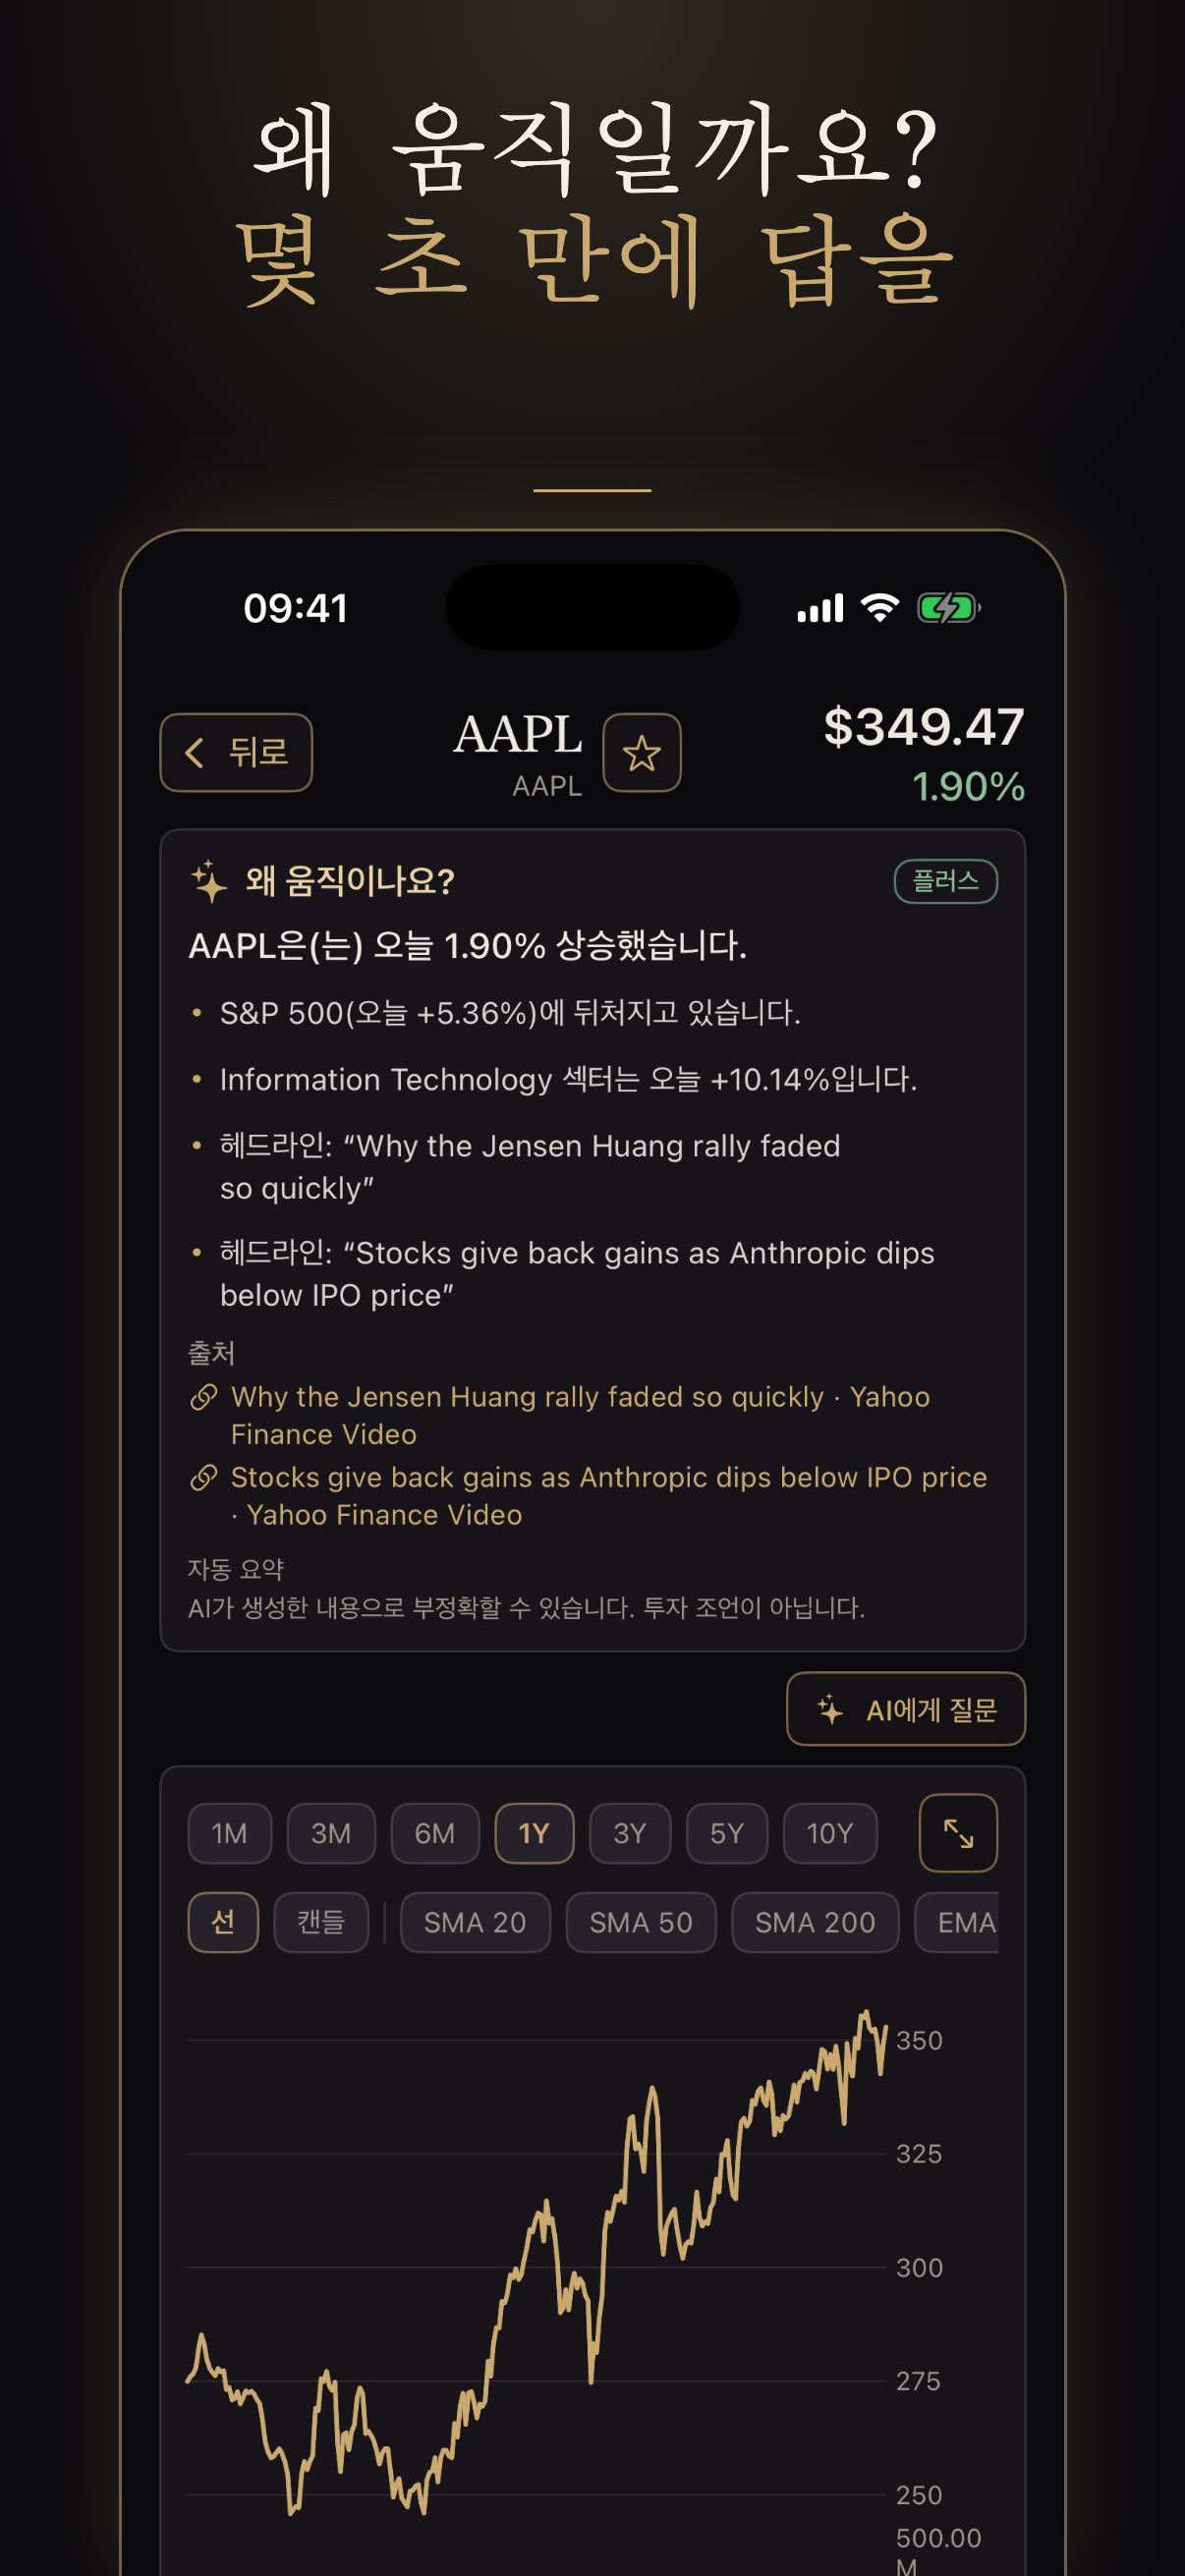 왜 움직일까요?
몇 초 만에 답을
09:41
뒤로
AAPL
AAPL
$349.47
1.90%
왜 움직이나요?
플러스
AAPL은(는) 오늘 1.90% 상승했습니다.
• S&P 500(오늘 +5.36%)에 뒤처지고 있습니다.
• Information Technology 섹터는 오늘 +10.14%입니다.
• 헤드라인: “Why the Jensen Huang rally faded
so quickly”
• 헤드라인: “Stocks give back gains as Anthropic dips
below IPO price”
출처
Why the Jensen Huang rally faded so quickly · Yahoo
Finance Video
Stocks give back gains as Anthropic dips below IPO price
· Yahoo Finance Video
자동 요약
AI가 생성한 내용으로 부정확할 수 있습니다. 투자 조언이 아닙니다.
AI에게 질문
1M 3M 6M 1Y 3Y 5Y 10Y
선 캔들 SMA 20 SMA 50 SMA 200 EMA
350
325
300
275
250
500.00
M